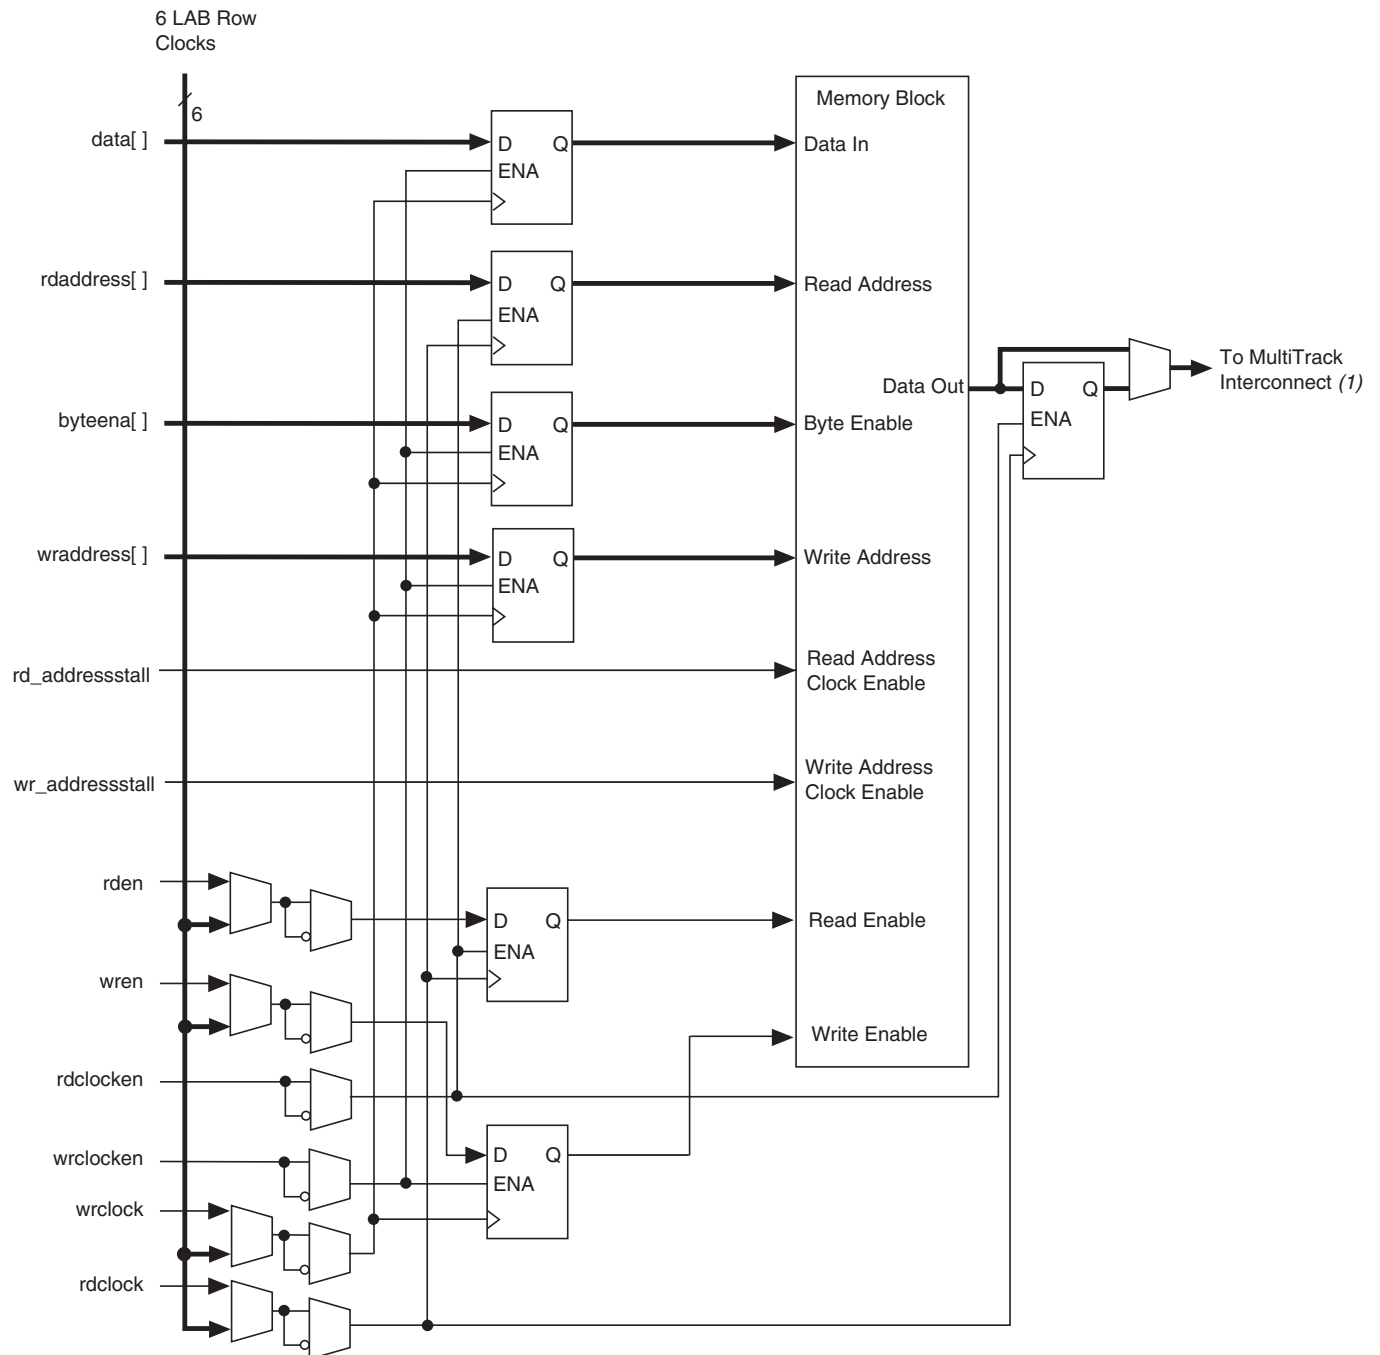 6 LAB Row
Clocks
6
Memory Block
data[ ]
D Q
ENA
Data In
rdaddress[ ]
D Q
ENA
Read Address
To MultiTrack
Interconnect (1)
Data Out
D Q
ENA
byteena[ ]
D Q
ENA
Byte Enable
wraddress[ ]
D Q
ENA
Write Address
rd_addressstall
Read Address
Clock Enable
wr_addressstall
Write Address
Clock Enable
rden
D Q
ENA
Read Enable
wren
Write Enable
rdclocken
wrclocken
D Q
ENA
wrclock
rdclock